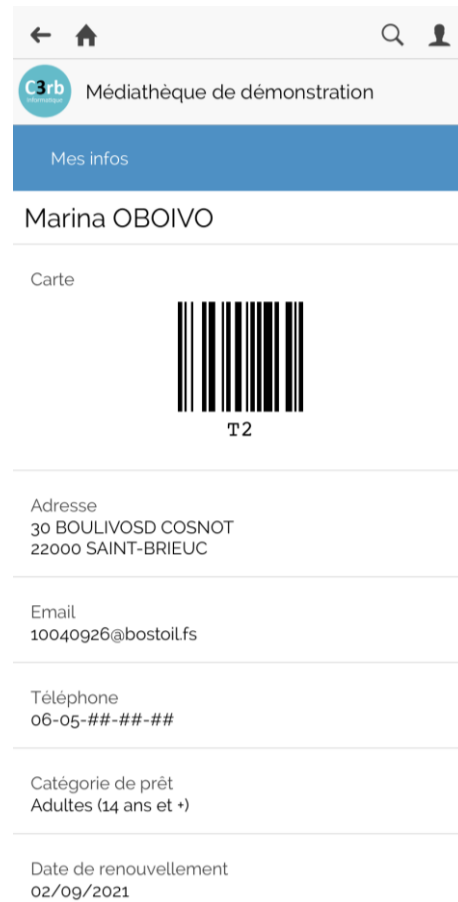 C3rb
informatique
Médiathèque de démonstration
Mes infos
Marina OBOIVO
Carte
T2
Adresse
30 BOULIVOSD COSNOT
22000 SAINT-BRIEUC
Email
10040926@bostoil.fs
Téléphone
06-05-##-##-##
Catégorie de prêt
Adultes (14 ans et +)
Date de renouvellement
02/09/2021